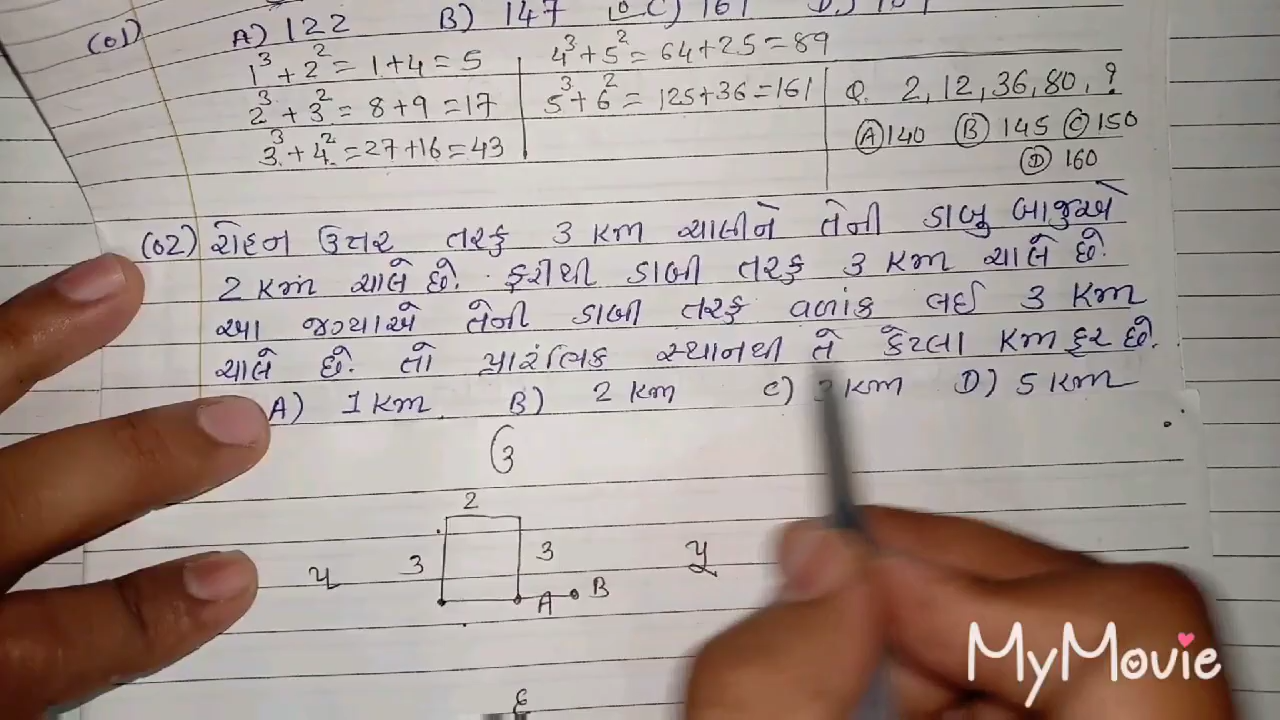 (01) A) 122 B) 147 C) 161
1³ + 2² = 1+4 = 5 4³ + 5² = 64+25 = 89
2³ + 3² = 8+9 = 17 5³ + 6² = 125+36 = 161 Q. 2, 12, 36, 80, ?
3³ + 4² = 27+16 = 43 (A) 140 (B) 145 (C) 150
(D) 160
(02) રોહન ઉત્તર તરફ 3 km ચાલીને તેની ડાબુ બાજુએ
2 km ચાલે છે. ફરીથી ડાબી તરફ 3 km ચાલે છે.
આ જગ્યાએ તેની ડાબી તરફ વળાંક લઈ 3 km
ચાલે છે. તો પ્રારંભિક સ્થાનથી તે કેટલા km દૂર છે.
A) 1 km B) 2 km C) 3 km D) 5 km
ઉ
2
3 3
પ પૂ
A B
દ
MyMovie